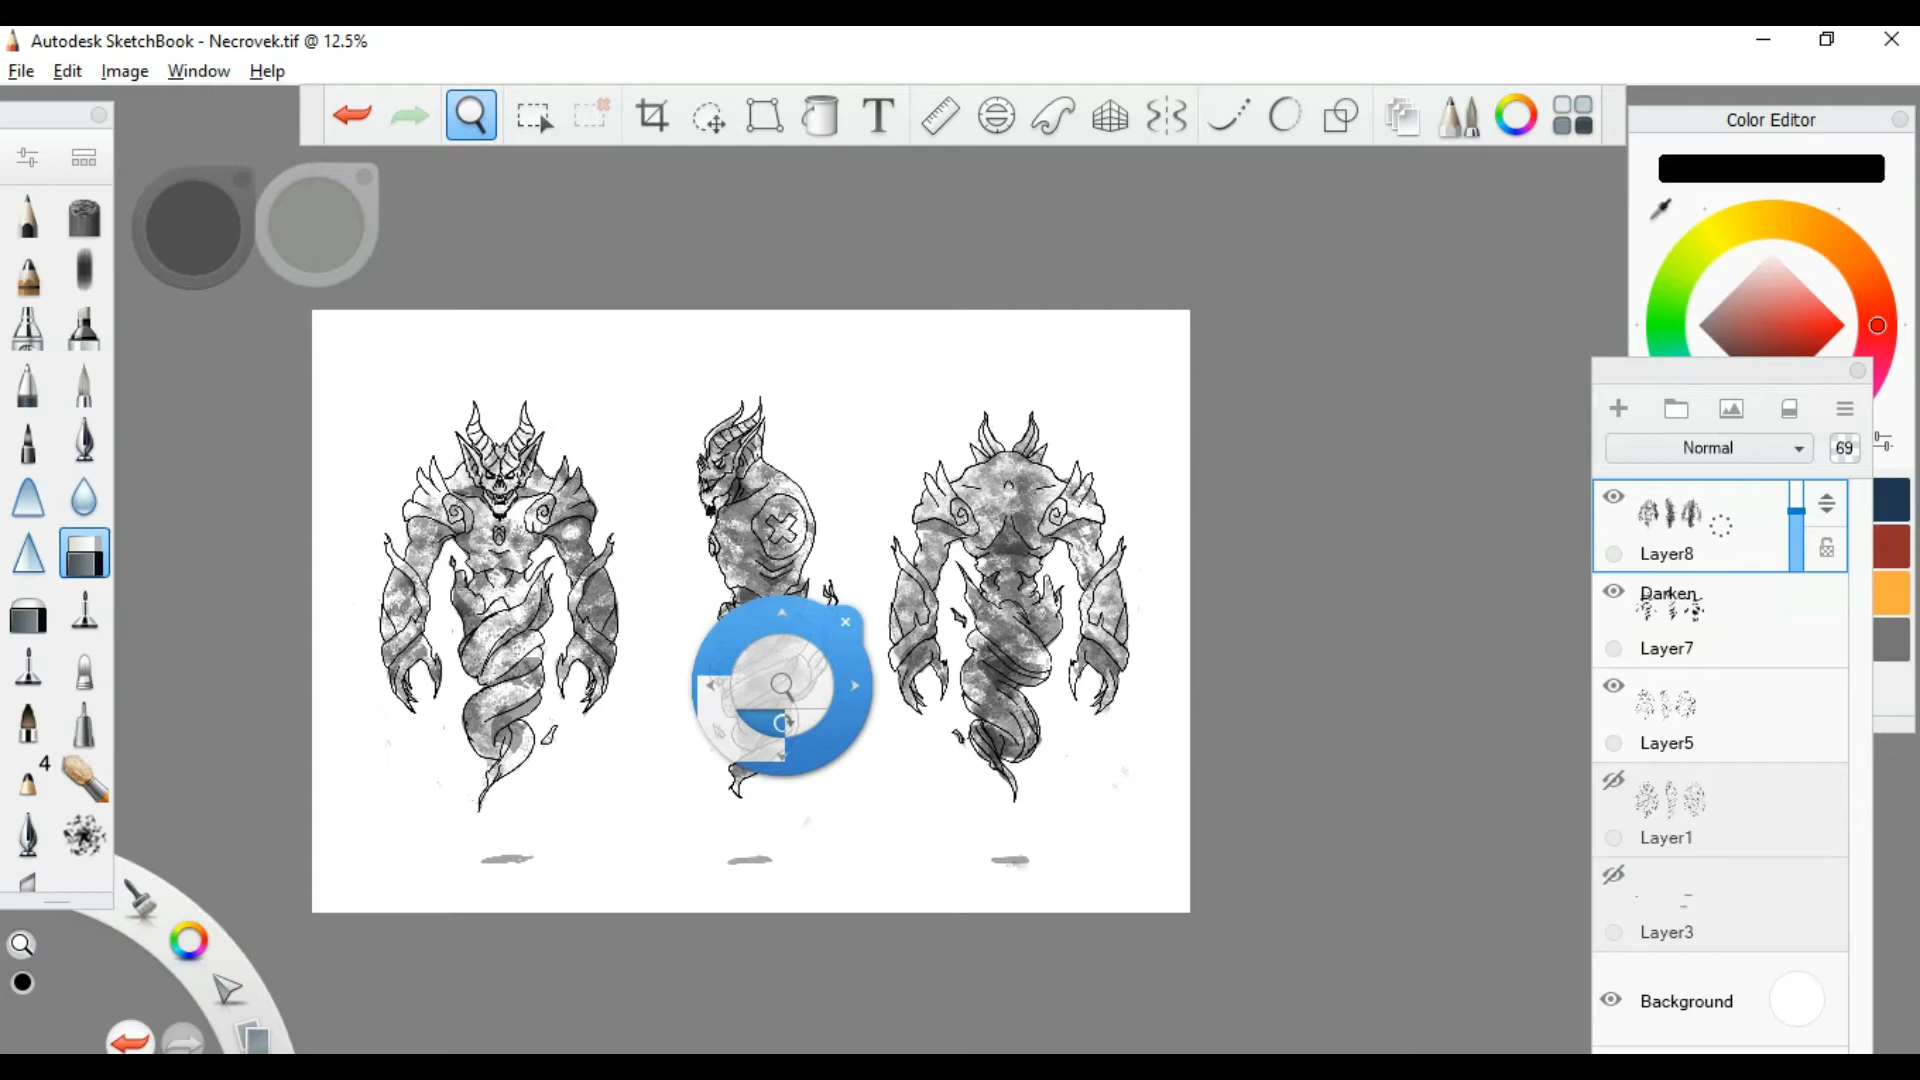 Autodesk SketchBook - Necrovek.tif @ 12.5%
File Edit Image Window Help
T
Color Editor
Normal
69
Layer8
Darken
Layer7
Layer5
4
Layer1
Layer3
Background